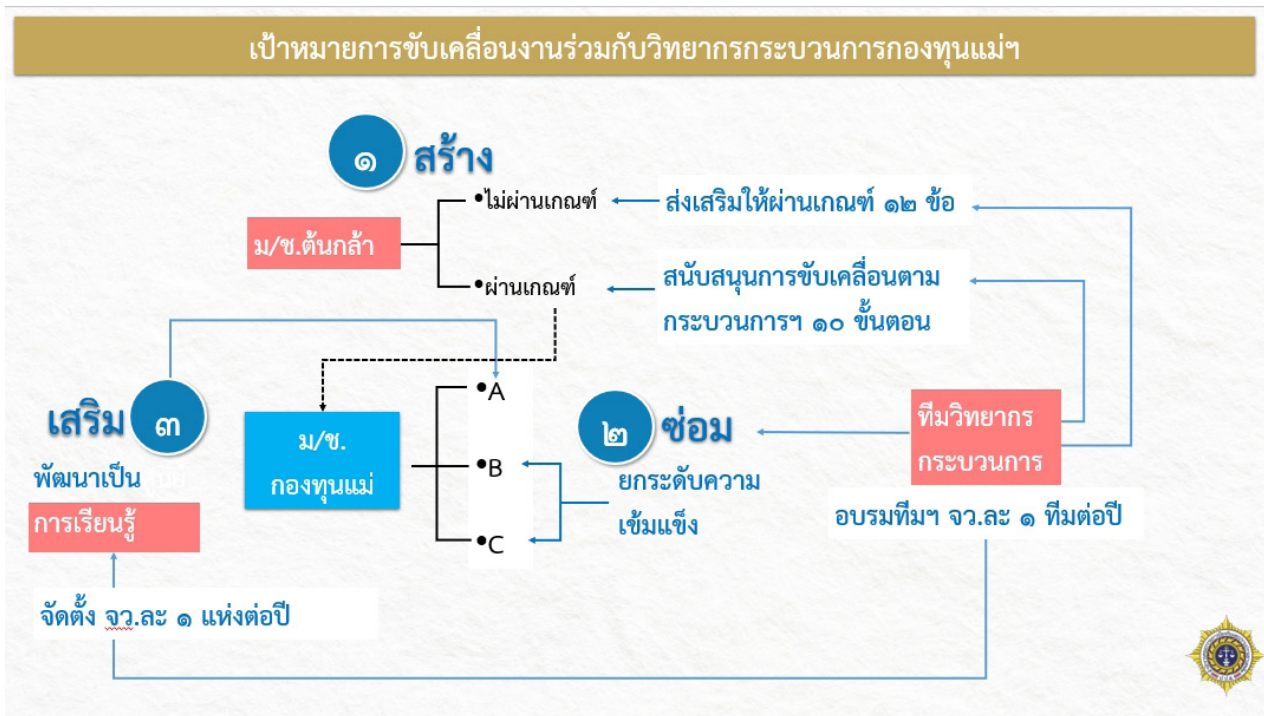 เป้าหมายการขับเคลื่อนงานร่วมกับวิทยากรกระบวนการกองทุนแม่ฯ
๑ สร้าง
•ไม่ผ่านเกณฑ์
ส่งเสริมให้ผ่านเกณฑ์ ๑๒ ข้อ
ม/ช.ต้นกล้า
•ผ่านเกณฑ์
สนับสนุนการขับเคลื่อนตาม
กระบวนการฯ ๑๐ ขั้นตอน
เสริม ๓
พัฒนาเป็น
การเรียนรู้
จัดตั้ง จว.ละ ๑ แห่งต่อปี
ม/ช.
กองทุนแม่
•A
•B
•C
๒ ซ่อม
ยกระดับความ
เข้มแข็ง
ทีมวิทยากร
กระบวนการ
อบรมทีมฯ จว.ละ ๑ ทีมต่อปี